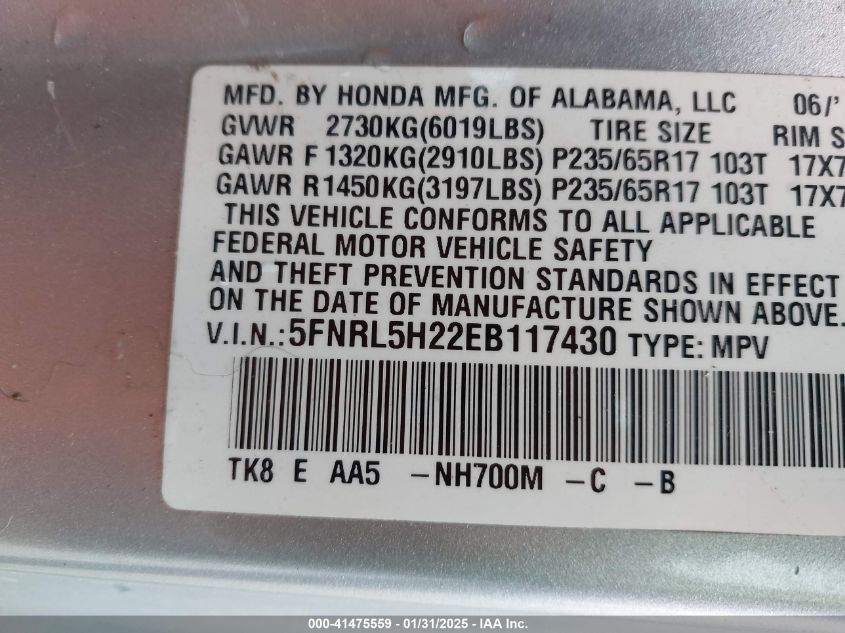 MFD. BY HONDA MFG. OF ALABAMA, LLC 06/'
GVWR 2730KG(6019LBS) TIRE SIZE RIM S
GAWR F 1320KG(2910LBS) P235/65R17 103T 17X7
GAWR R 1450KG(3197LBS) P235/65R17 103T 17X7
THIS VEHICLE CONFORMS TO ALL APPLICABLE
FEDERAL MOTOR VEHICLE SAFETY
AND THEFT PREVENTION STANDARDS IN EFFECT
ON THE DATE OF MANUFACTURE SHOWN ABOVE.
V.I.N.:5FNRL5H22EB117430 TYPE: MPV
TK8 E AA5 -NH700M -C -B
000-41475559 - 01/31/2025 - IAA Inc.